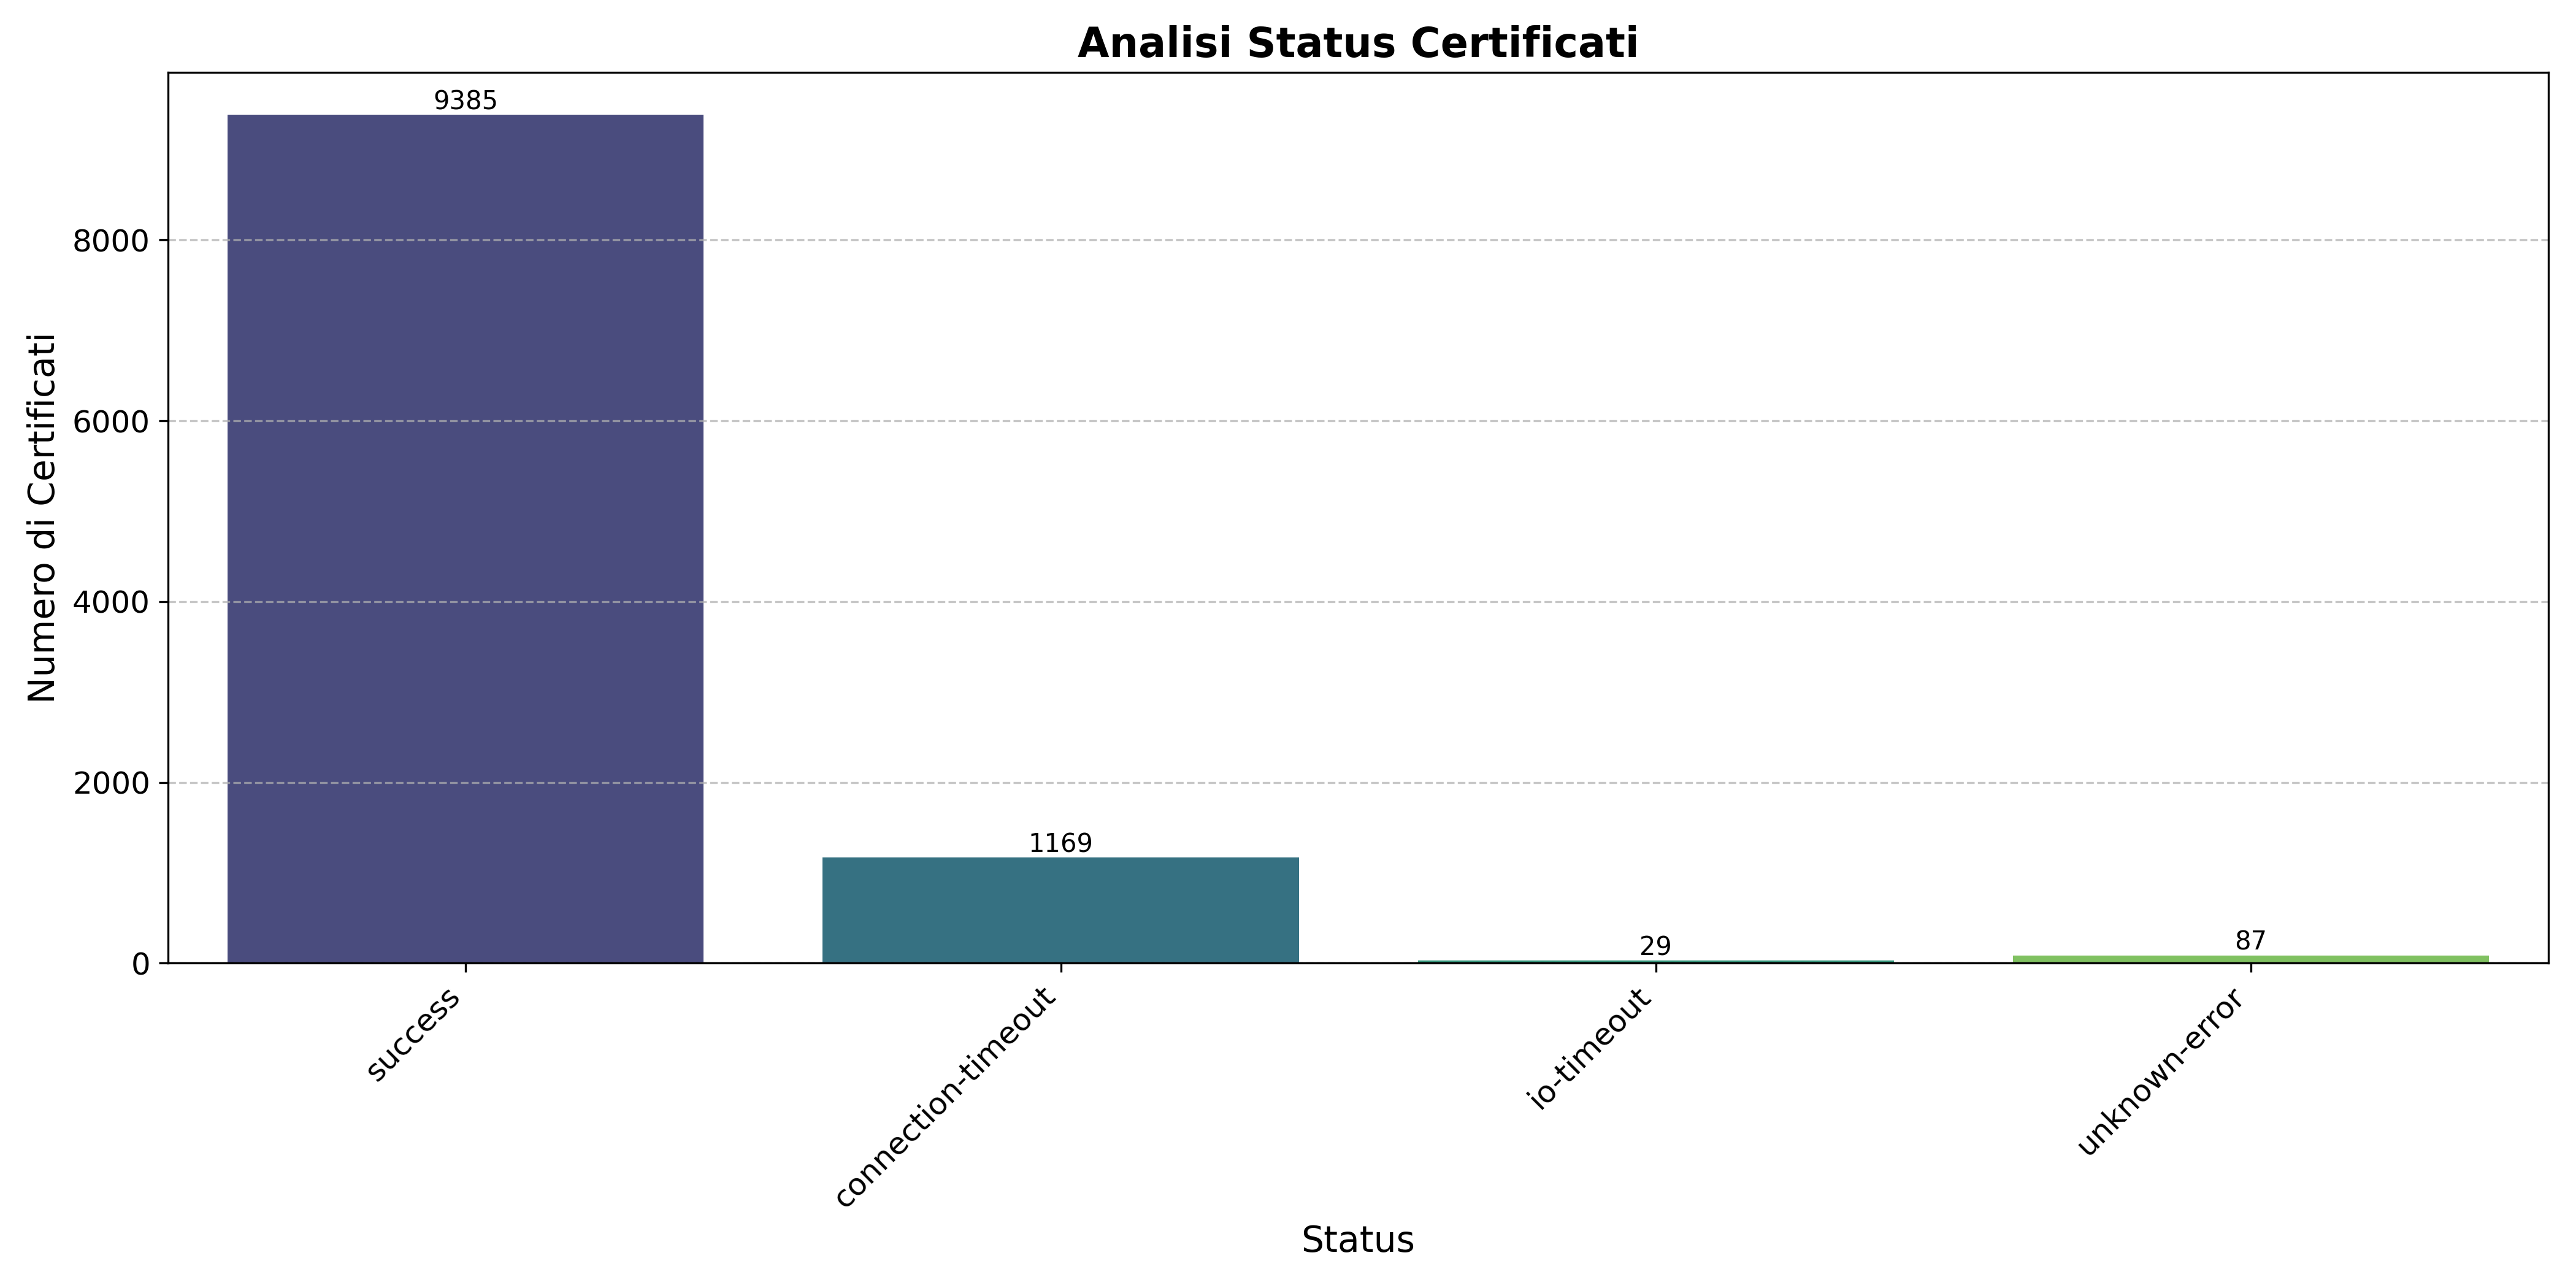 Analisi Status Certificati
Numero di Certificati
8000
6000
4000
2000
0
9385
1169
29
87
success
connection-timeout
io-timeout
unknown-error
Status